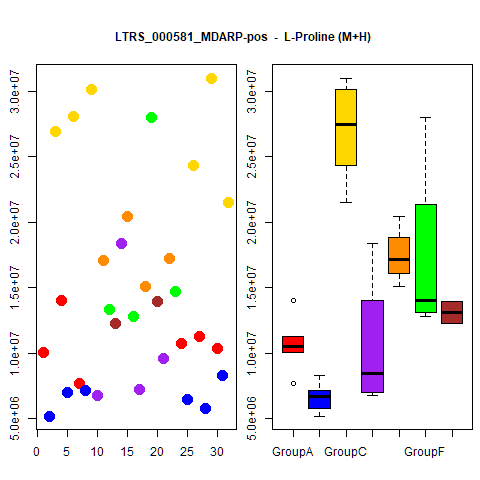 LTRS_000581_MDARP-pos - L-Proline (M+H)
3.0e+07
2.5e+07
2.0e+07
1.5e+07
1.0e+07
5.0e+06
0 5 10 15 20 25 30
3.0e+07
2.5e+07
2.0e+07
1.5e+07
1.0e+07
5.0e+06
GroupA GroupC GroupF